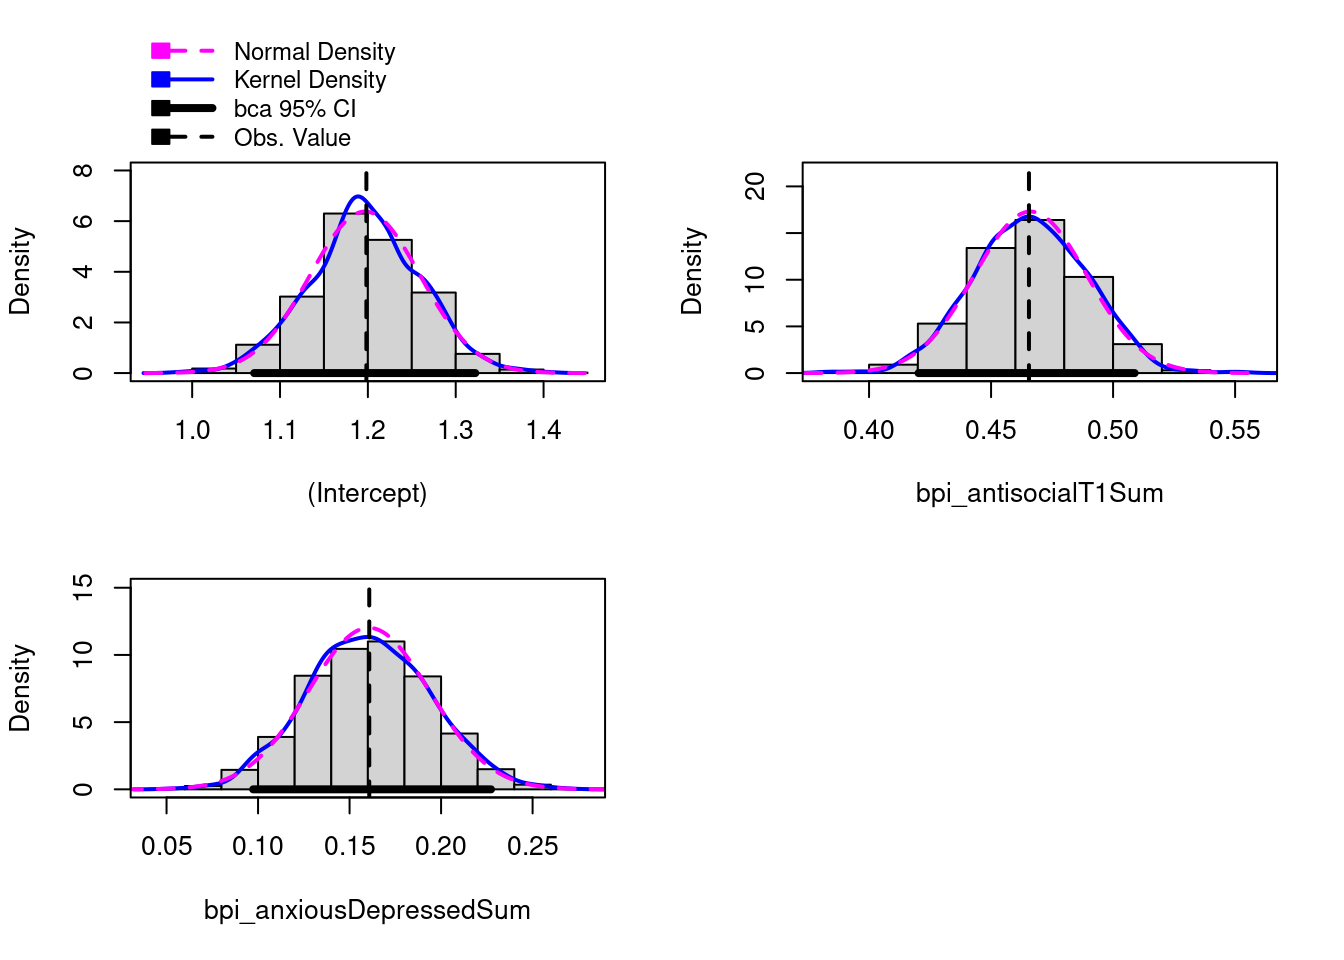 Normal Density
Kernel Density
bca 95% CI
Obs. Value
Density
0 2 4 6 8
1.0 1.1 1.2 1.3 1.4
(Intercept)
Density
0 5 10 20
0.40 0.45 0.50 0.55
bpi_antisocialT1Sum
Density
0 5 10 15
0.05 0.10 0.15 0.20 0.25
bpi_anxiousDepressedSum